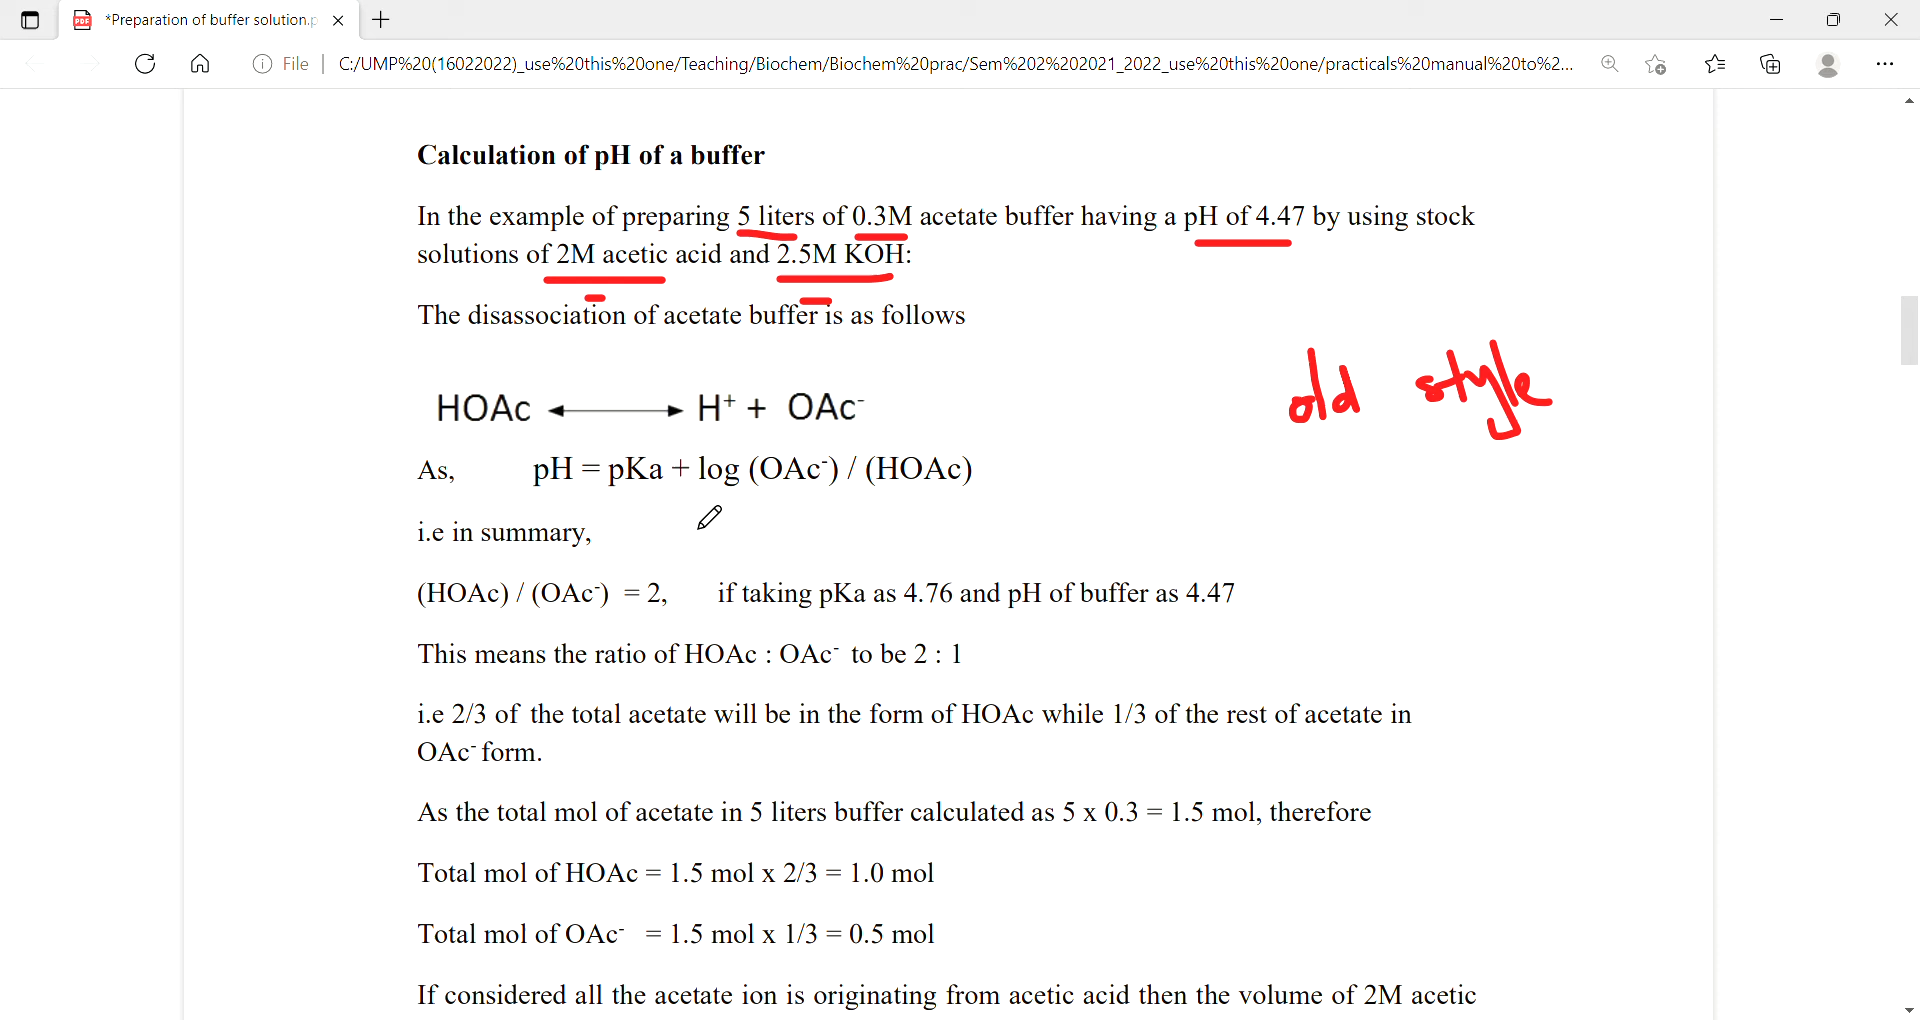 *Preparation of buffer solution.p
File
C:/UMP%20(16022022)_use%20this%20one/Teaching/Biochem/Biochem%20prac/Sem%202%202021_2022_use%20this%20one/practicals%20manual%20to%2...
Calculation of pH of a buffer
In the example of preparing 5 liters of 0.3M acetate buffer having a pH of 4.47 by using stock
solutions of 2M acetic acid and 2.5M KOH:
The disassociation of acetate buffer is as follows
old style
HOAc ⟷ H⁺ + OAc⁻
As, pH = pKa + log (OAc⁻) / (HOAc)
i.e in summary,
(HOAc) / (OAc⁻) = 2, if taking pKa as 4.76 and pH of buffer as 4.47
This means the ratio of HOAc : OAc⁻ to be 2 : 1
i.e 2/3 of the total acetate will be in the form of HOAc while 1/3 of the rest of acetate in
OAc⁻ form.
As the total mol of acetate in 5 liters buffer calculated as 5 x 0.3 = 1.5 mol, therefore
Total mol of HOAc = 1.5 mol x 2/3 = 1.0 mol
Total mol of OAc⁻ = 1.5 mol x 1/3 = 0.5 mol
If considered all the acetate ion is originating from acetic acid then the volume of 2M acetic